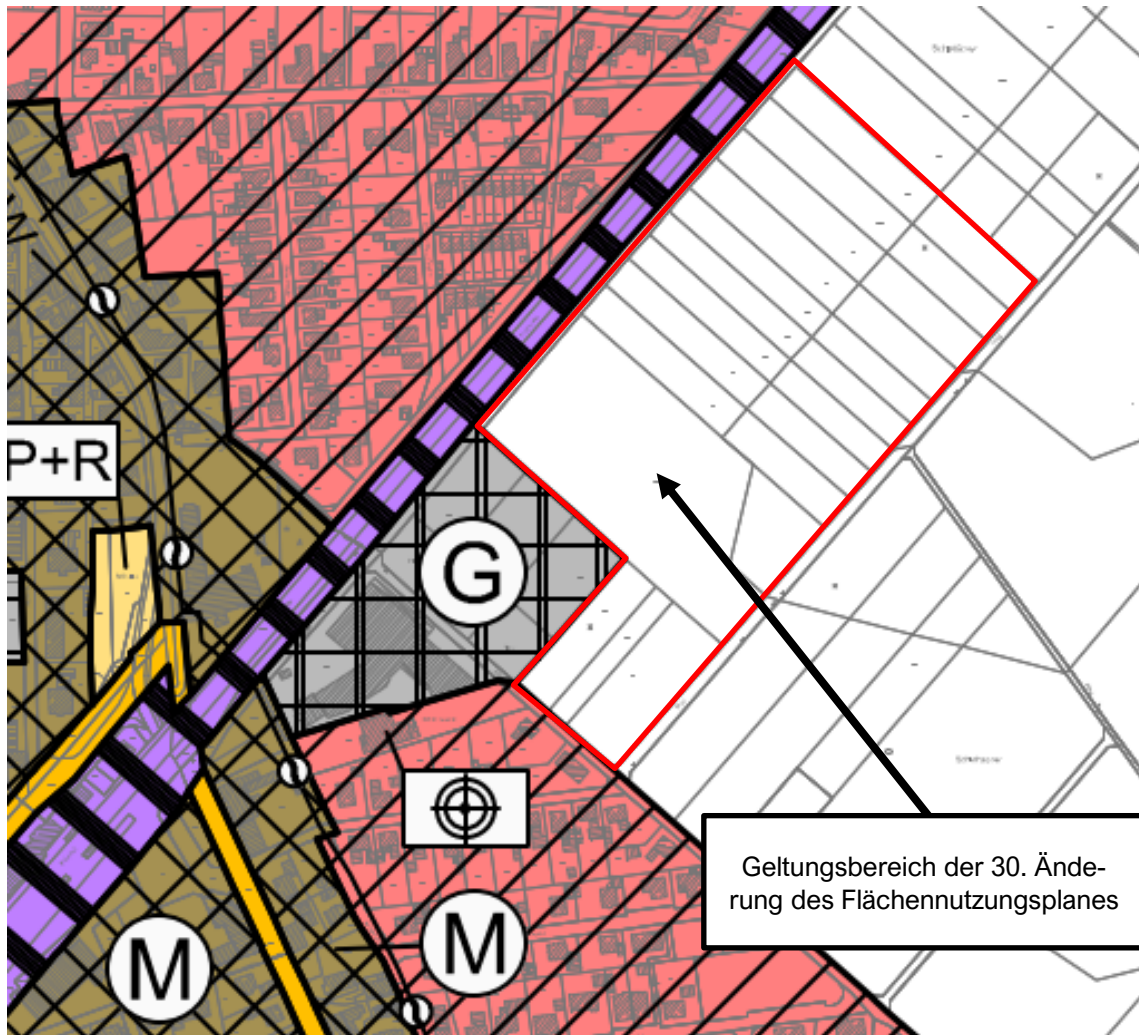 P+R
G
M
M
Geltungsbereich der 30. Ände-
rung des Flächennutzungsplanes